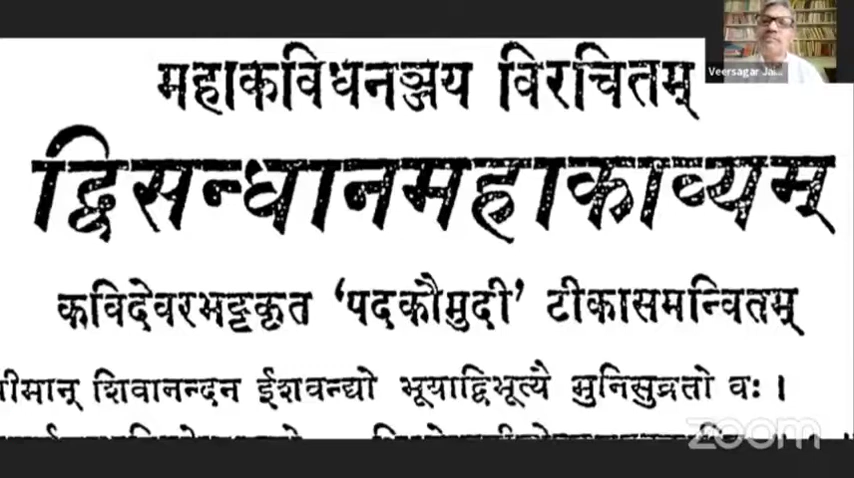 महाकविधनञ्जय विरचितम्
Veersagar Jai...
द्विसन्धानमहाकाव्यम्
कविदेवरभट्टकृत ‘पदकौमुदी’ टीकासमन्वितम्
शिवानन्दन ईशवन्द्यो भूयाद्विभूत्यै मुनिसुव्रतो वः ।
zoom